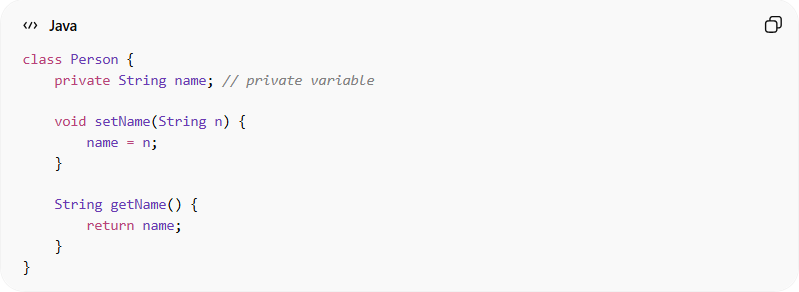 </> Java
class Person {
    private String name; // private variable

    void setName(String n) {
        name = n;
    }

    String getName() {
        return name;
    }
}